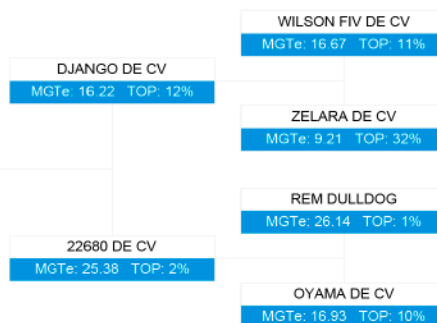 WILSON FIV DE CV
MGTe: 16.67 TOP: 11%
DJANGO DE CV
MGTe: 16.22 TOP: 12%
ZELARA DE CV
MGTe: 9.21 TOP: 32%
REM DULLDOG
MGTe: 26.14 TOP: 1%
22680 DE CV
MGTe: 25.38 TOP: 2%
OYAMA DE CV
MGTe: 16.93 TOP: 10%